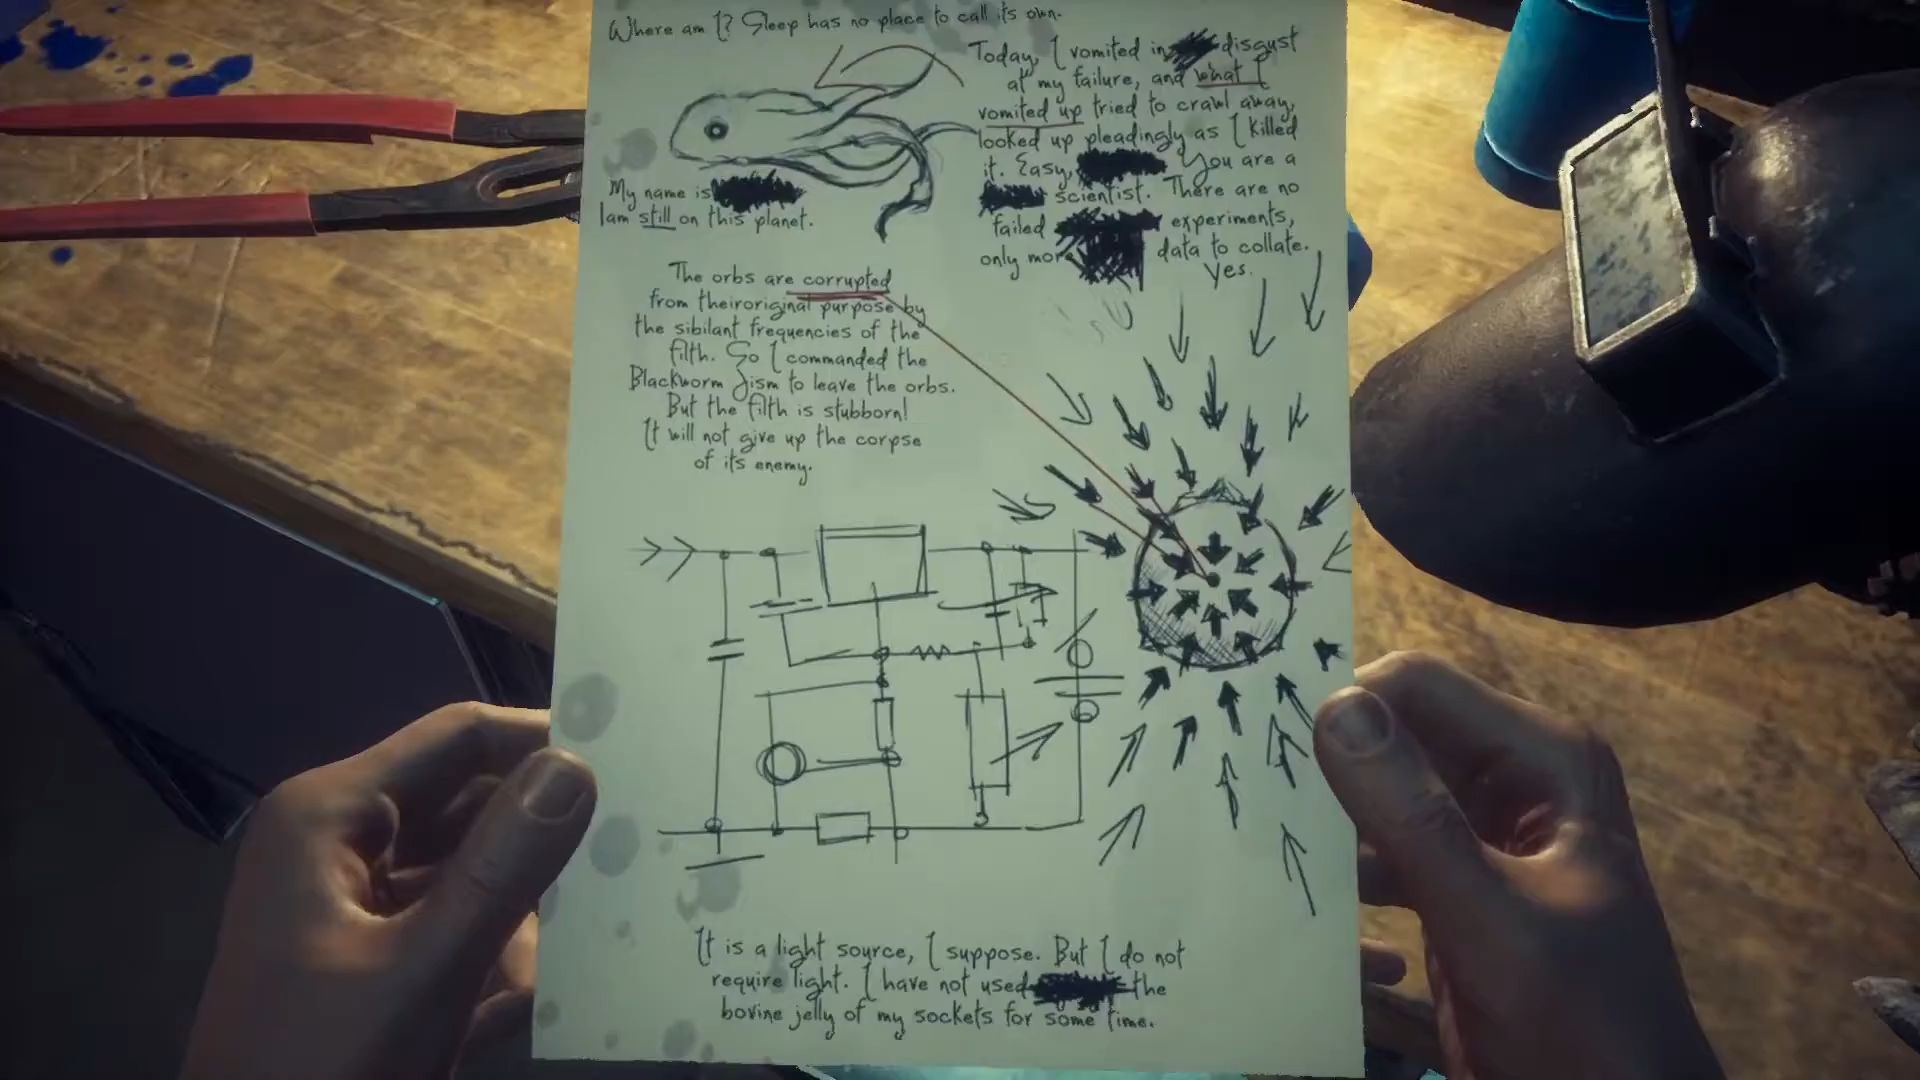 Where am I? Sleep has no place to call its own.
Today, I vomited in disgust
at my failure, and what I
vomited up tried to crawl away,
looked up pleadingly as I killed
it. Easy, You are a
scientist. There are no
failed experiments,
only more data to collate.
Yes.
My name is
I am still on this planet.
The orbs are corrupted
from theiroriginal purpose by
the sibilant frequencies of the
filth. So I commanded the
Blackworm Jism to leave the orbs.
But the filth is stubborn!
It will not give up the corpse
of its enemy.
It is a light source, I suppose. But I do not
require light. I have not used the
bovine jelly of my sockets for some time.